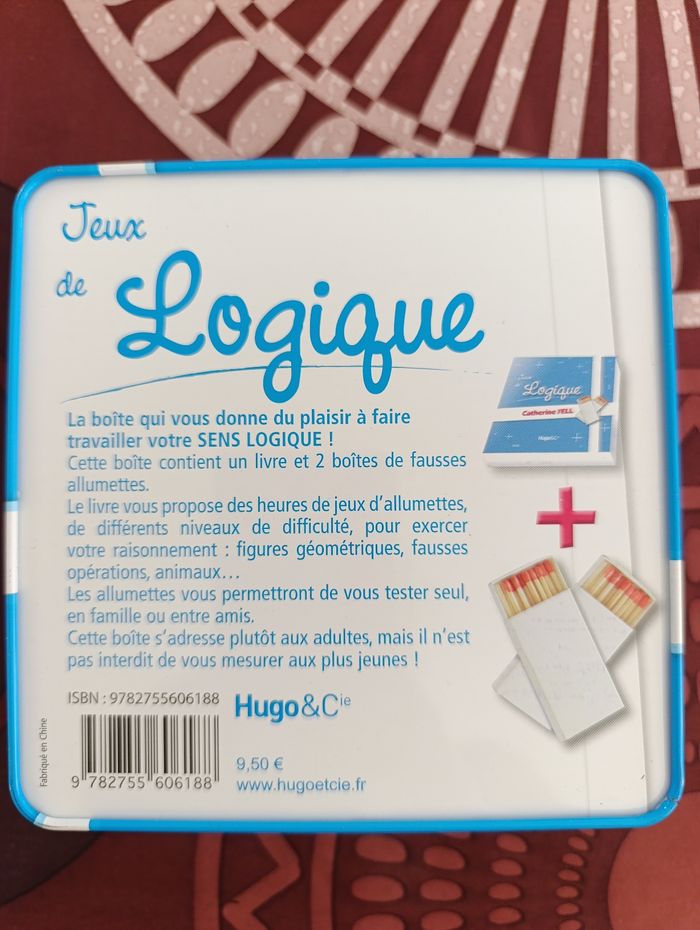 Jeux
de
Logique
La boîte qui vous donne du plaisir à faire
travailler votre SENS LOGIQUE !
Cette boîte contient un livre et 2 boîtes de fausses
allumettes.
Le livre vous propose des heures de jeux d'allumettes,
de différents niveaux de difficulté, pour exercer
votre raisonnement : figures géométriques, fausses
opérations, animaux…
Les allumettes vous permettront de vous tester seul,
en famille ou entre amis.
Cette boîte s'adresse plutôt aux adultes, mais il n'est
pas interdit de vous mesurer aux plus jeunes !
Logique
Hugo&Cie
ISBN : 9782755606188
Hugo&Cie
Fabriqué en Chine
9 782755 606188
9,50 €
www.hugoetcie.fr